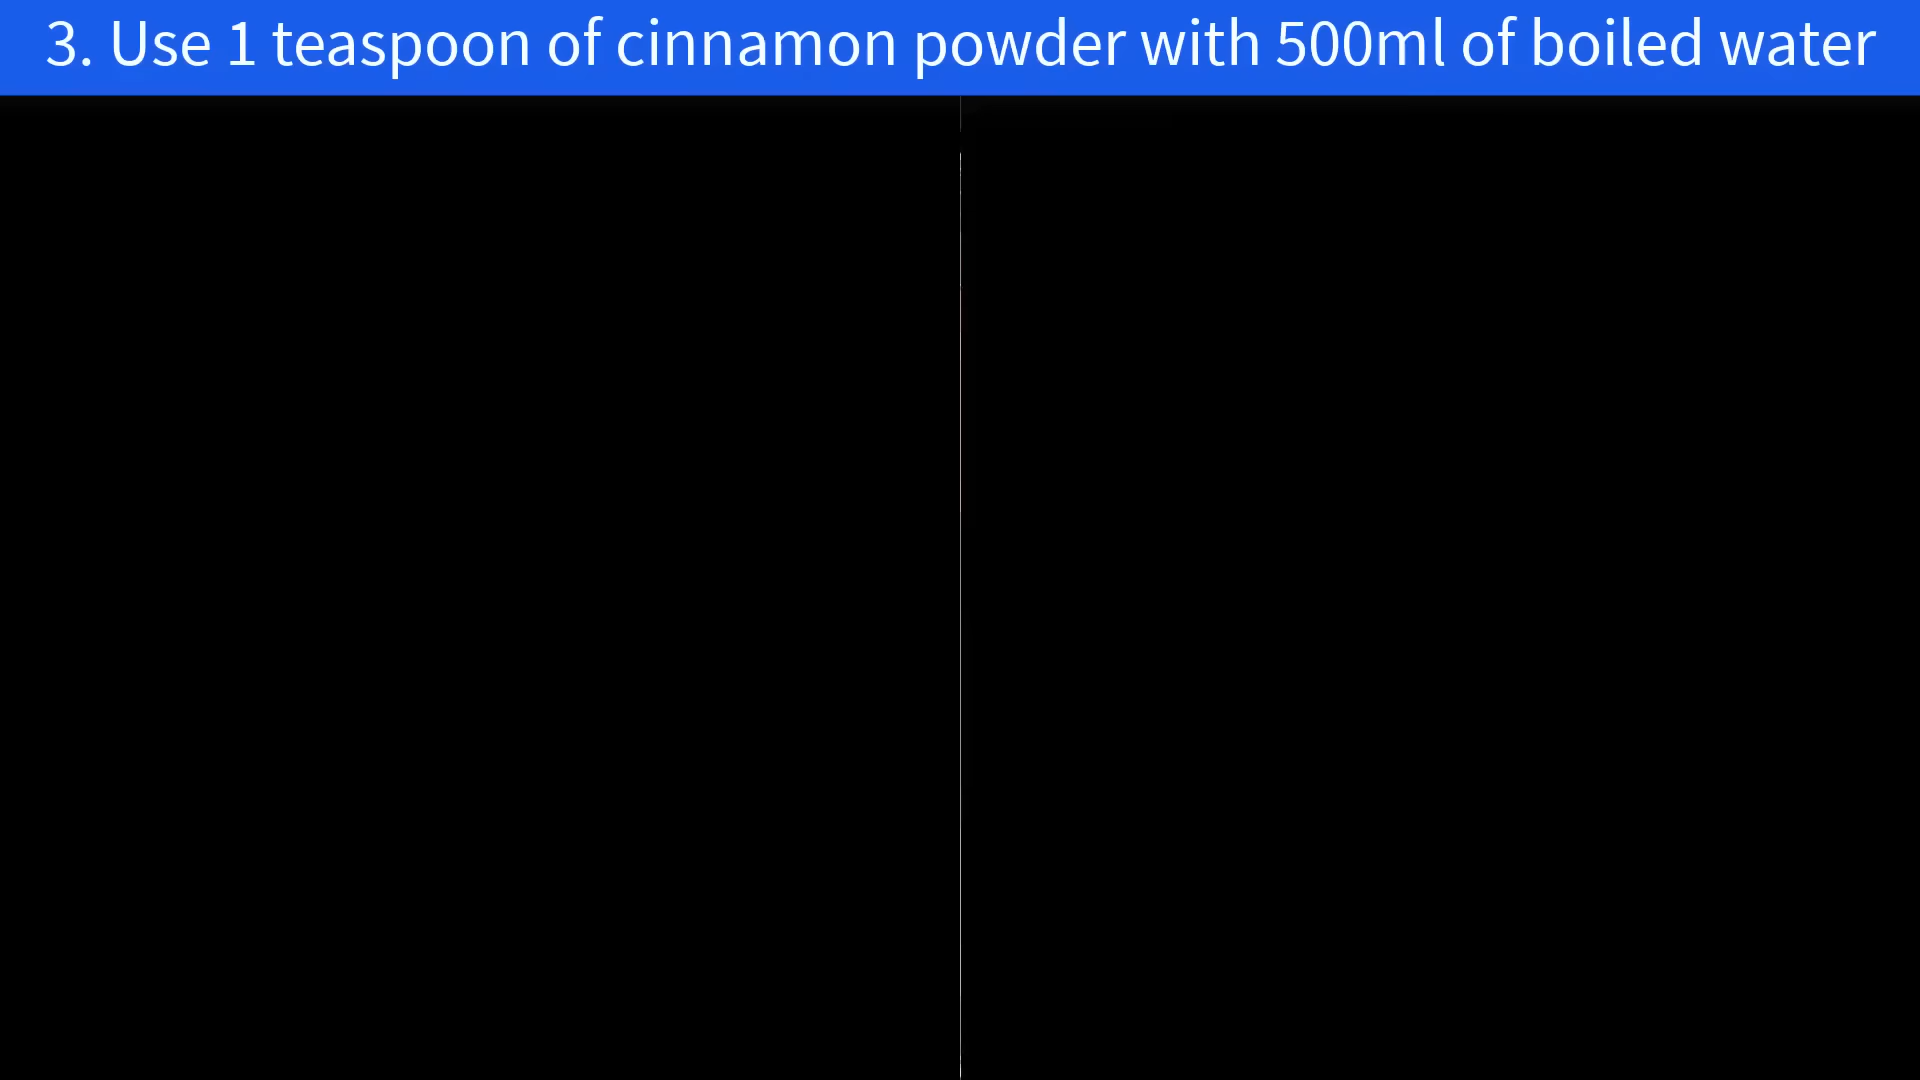 3. Use 1 teaspoon of cinnamon powder with 500ml of boiled water